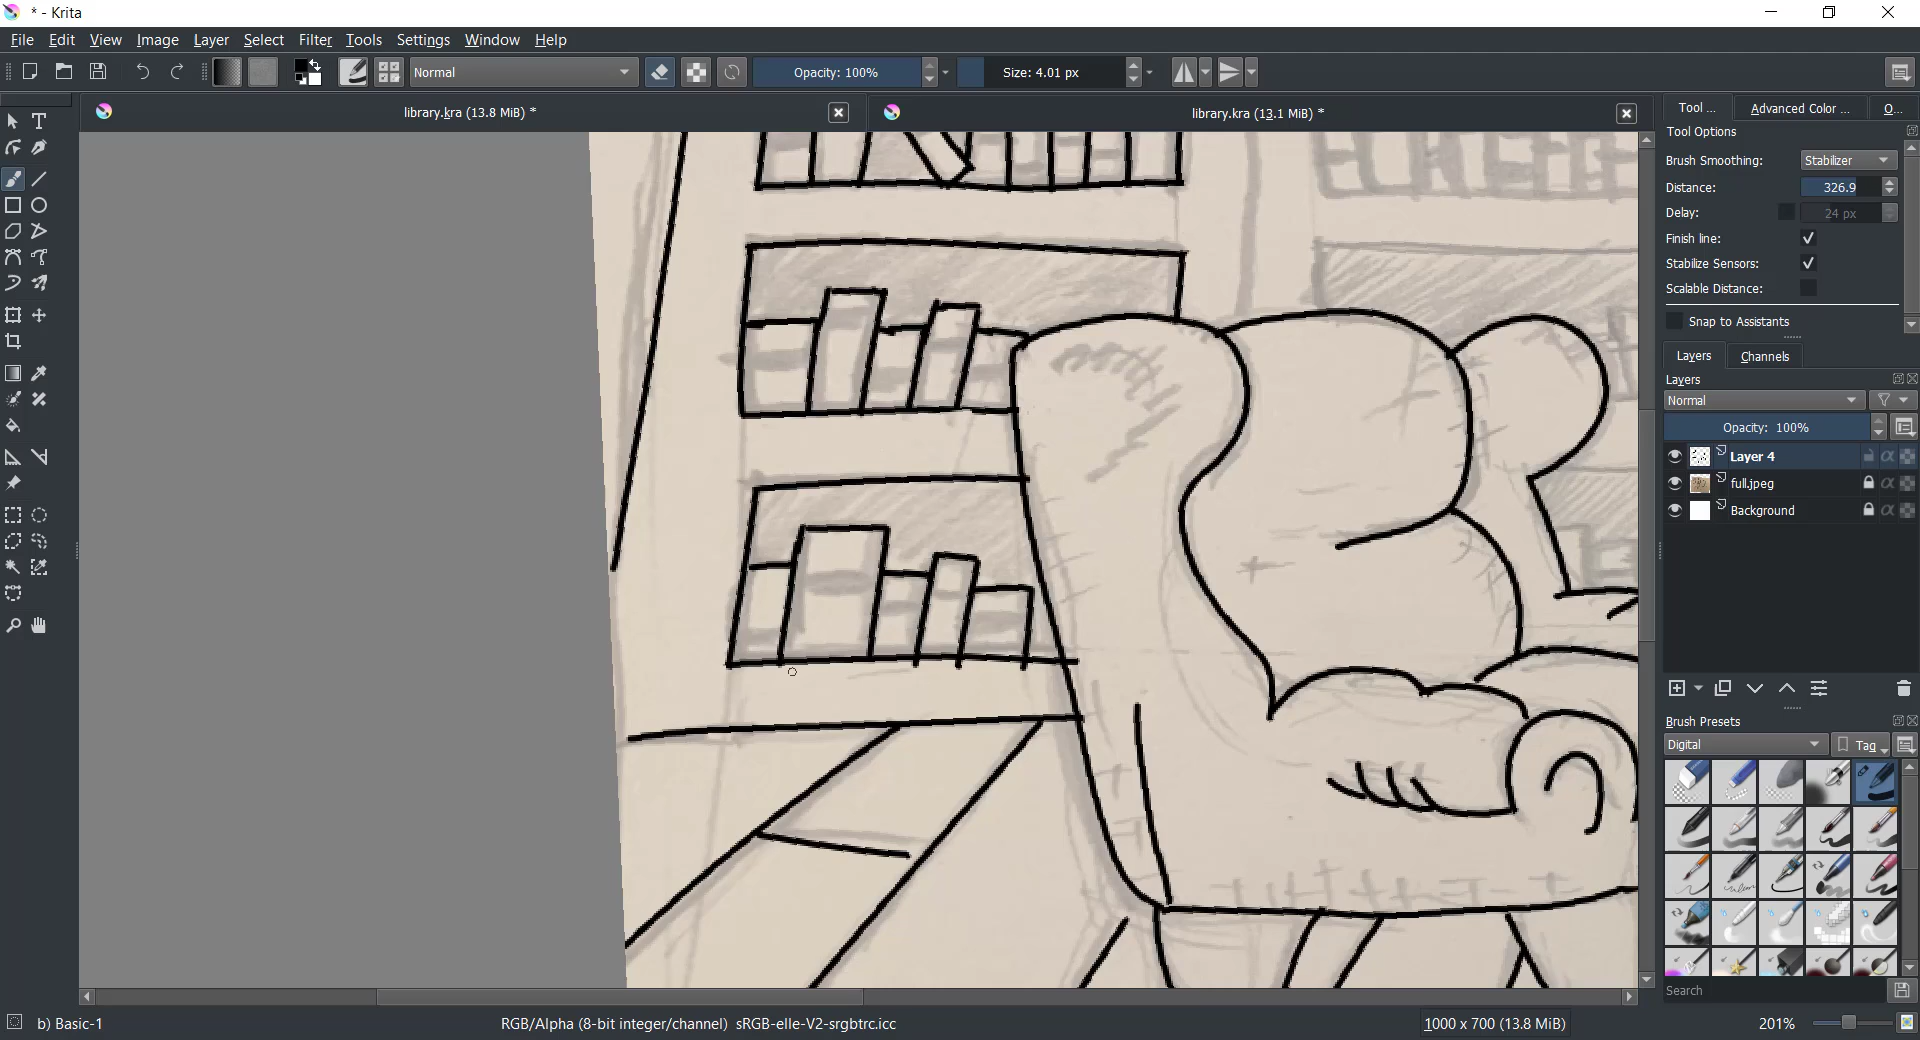 * - Krita
File Edit View Image Layer Select Filter Tools Settings Window Help
Normal
Opacity: 100%
Size: 4.01 px
library.kra (13.8 MiB) *
library.kra (13.1 MiB) *
Tool ...
Advanced Color ...
O...
Tool Options
Brush Smoothing: Stabilizer
Distance: 326.9
Delay: 24 px
Finish line:
Stabilize Sensors:
Scalable Distance:
Snap to Assistants
Layers
Channels
Layers
Normal
Opacity: 100%
Layer 4
full.jpeg
Background
Brush Presets
Digital
Tag
Search
b) Basic-1
RGB/Alpha (8-bit integer/channel) sRGB-elle-V2-srgbtrc.icc
1000 x 700 (13.8 MiB)
201%